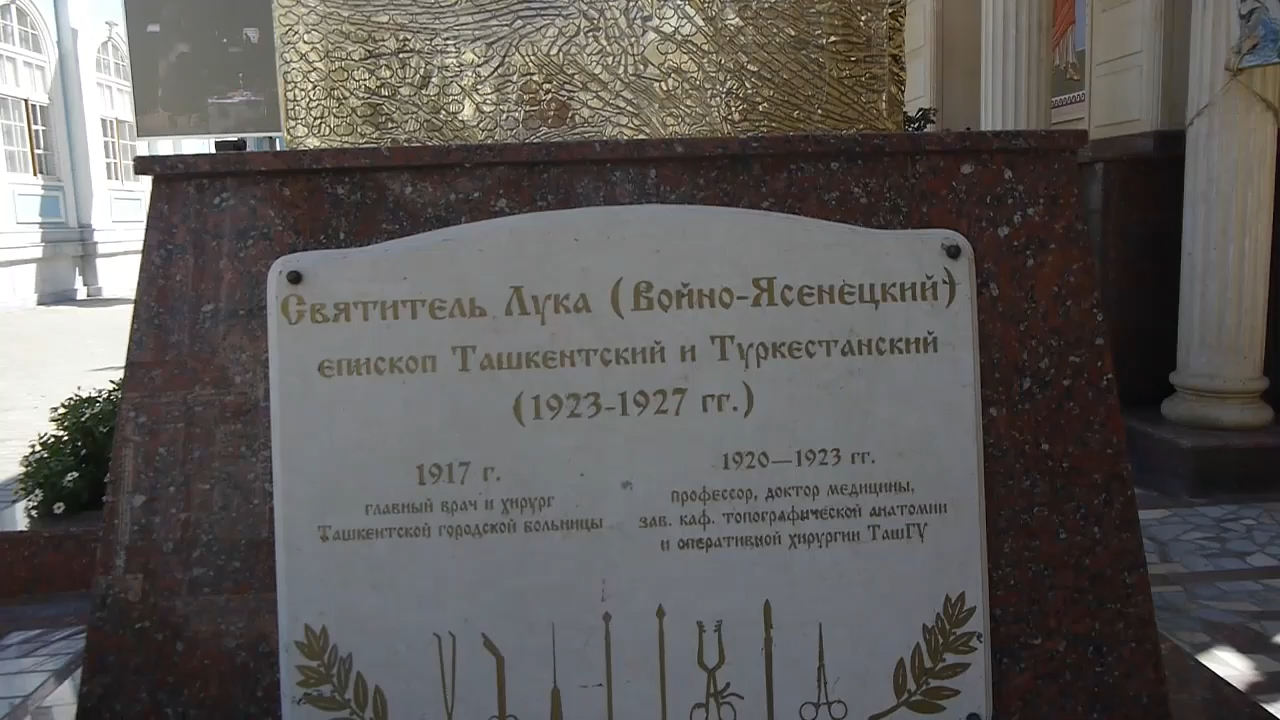 Святитель Лука (Войно-Ясенецкий)
епископ Ташкентский и Туркестанский
(1923-1927 гг.)
1917 г.
главный врач и хирург
Ташкентской городской больницы
1920—1923 гг.
профессор, доктор медицины,
зав. каф. топографической анатомии
и оперативной хирургии ТашГУ